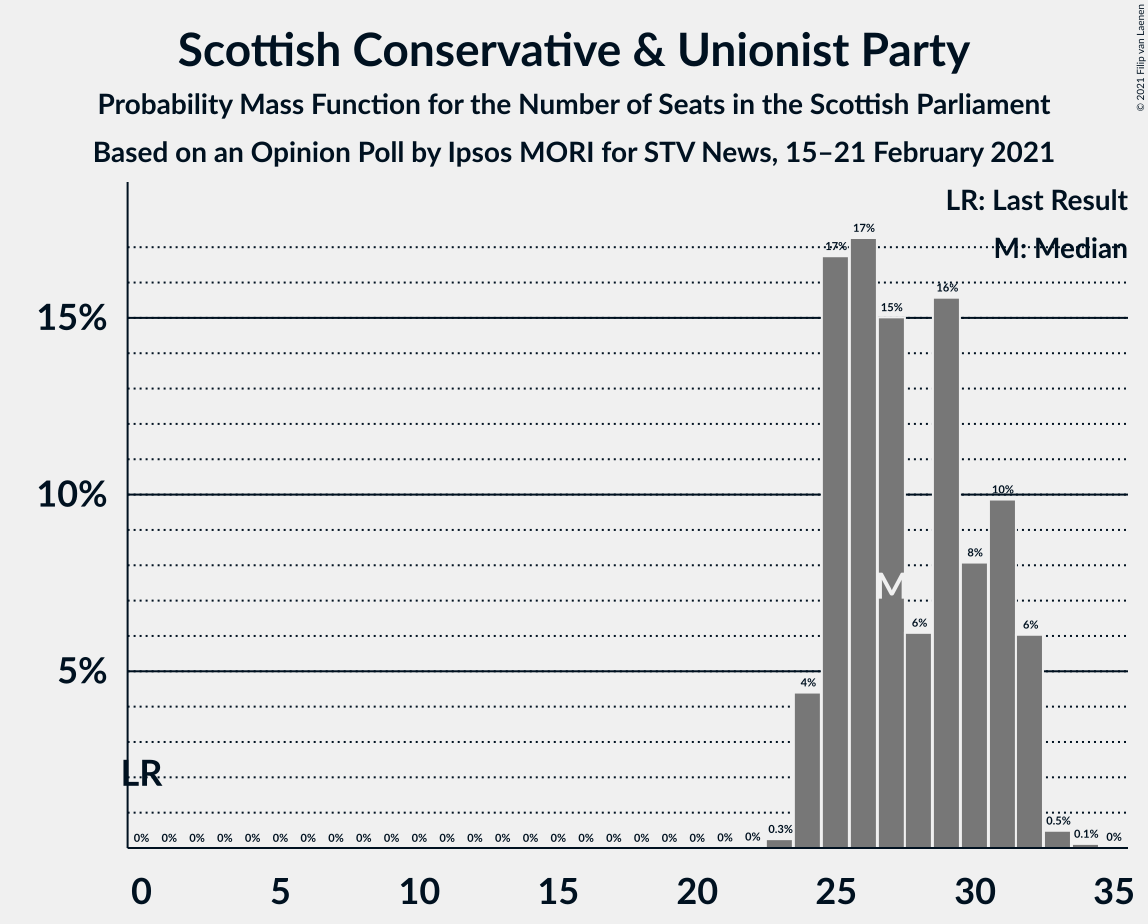 Scottish Conservative & Unionist Party
Probability Mass Function for the Number of Seats in the Scottish Parliament
Based on an Opinion Poll by Ipsos MORI for STV News, 15–21 February 2021
© 2021 Filip van Laenen
LR: Last Result
M: Median
15%
10%
5%
LR
M
0% 0% 0% 0% 0% 0% 0% 0% 0% 0% 0% 0% 0% 0% 0% 0% 0% 0% 0% 0% 0% 0% 0% 0.3% 4% 17% 17% 15% 6% 16% 8% 10% 6% 0.5% 0.1% 0%
0 5 10 15 20 25 30 35